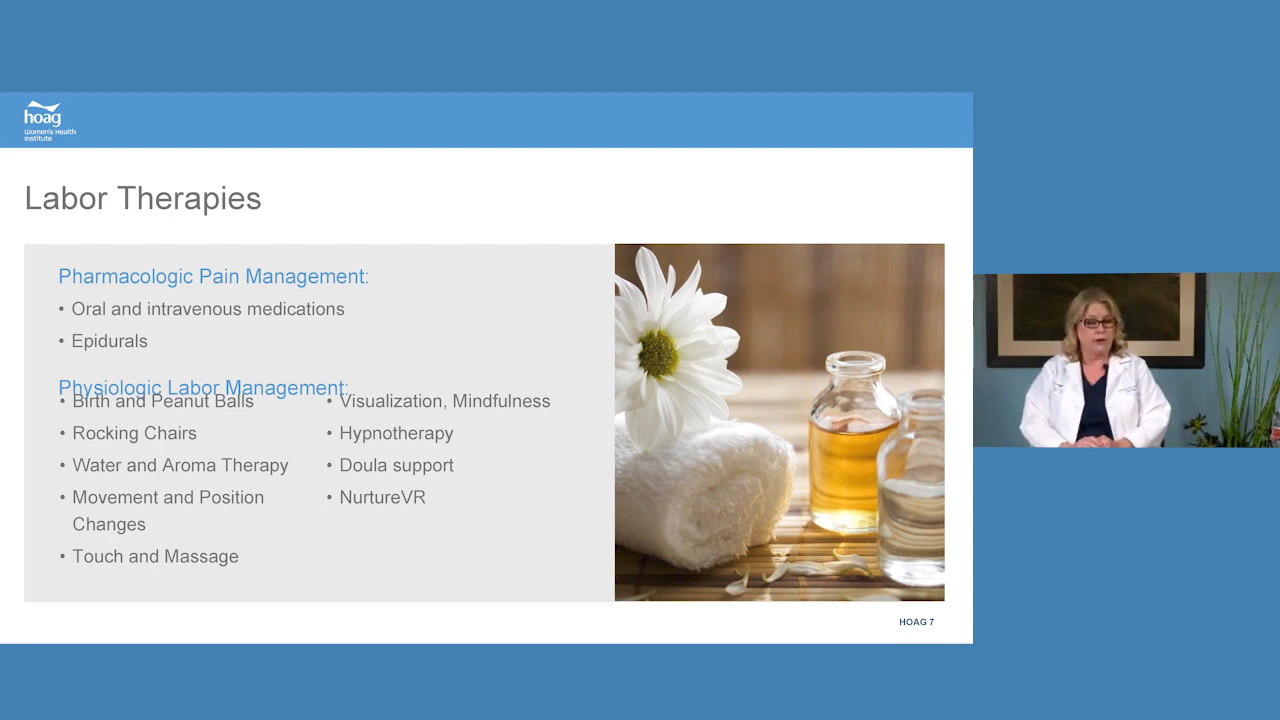 hoag
Women's Health
Institute
Labor Therapies
Pharmacologic Pain Management:
• Oral and intravenous medications
• Epidurals
Physiologic Labor Management:
• Birth and Peanut Balls
• Rocking Chairs
• Water and Aroma Therapy
• Movement and Position
Changes
• Touch and Massage
• Visualization, Mindfulness
• Hypnotherapy
• Doula support
• NurtureVR
HOAG 7